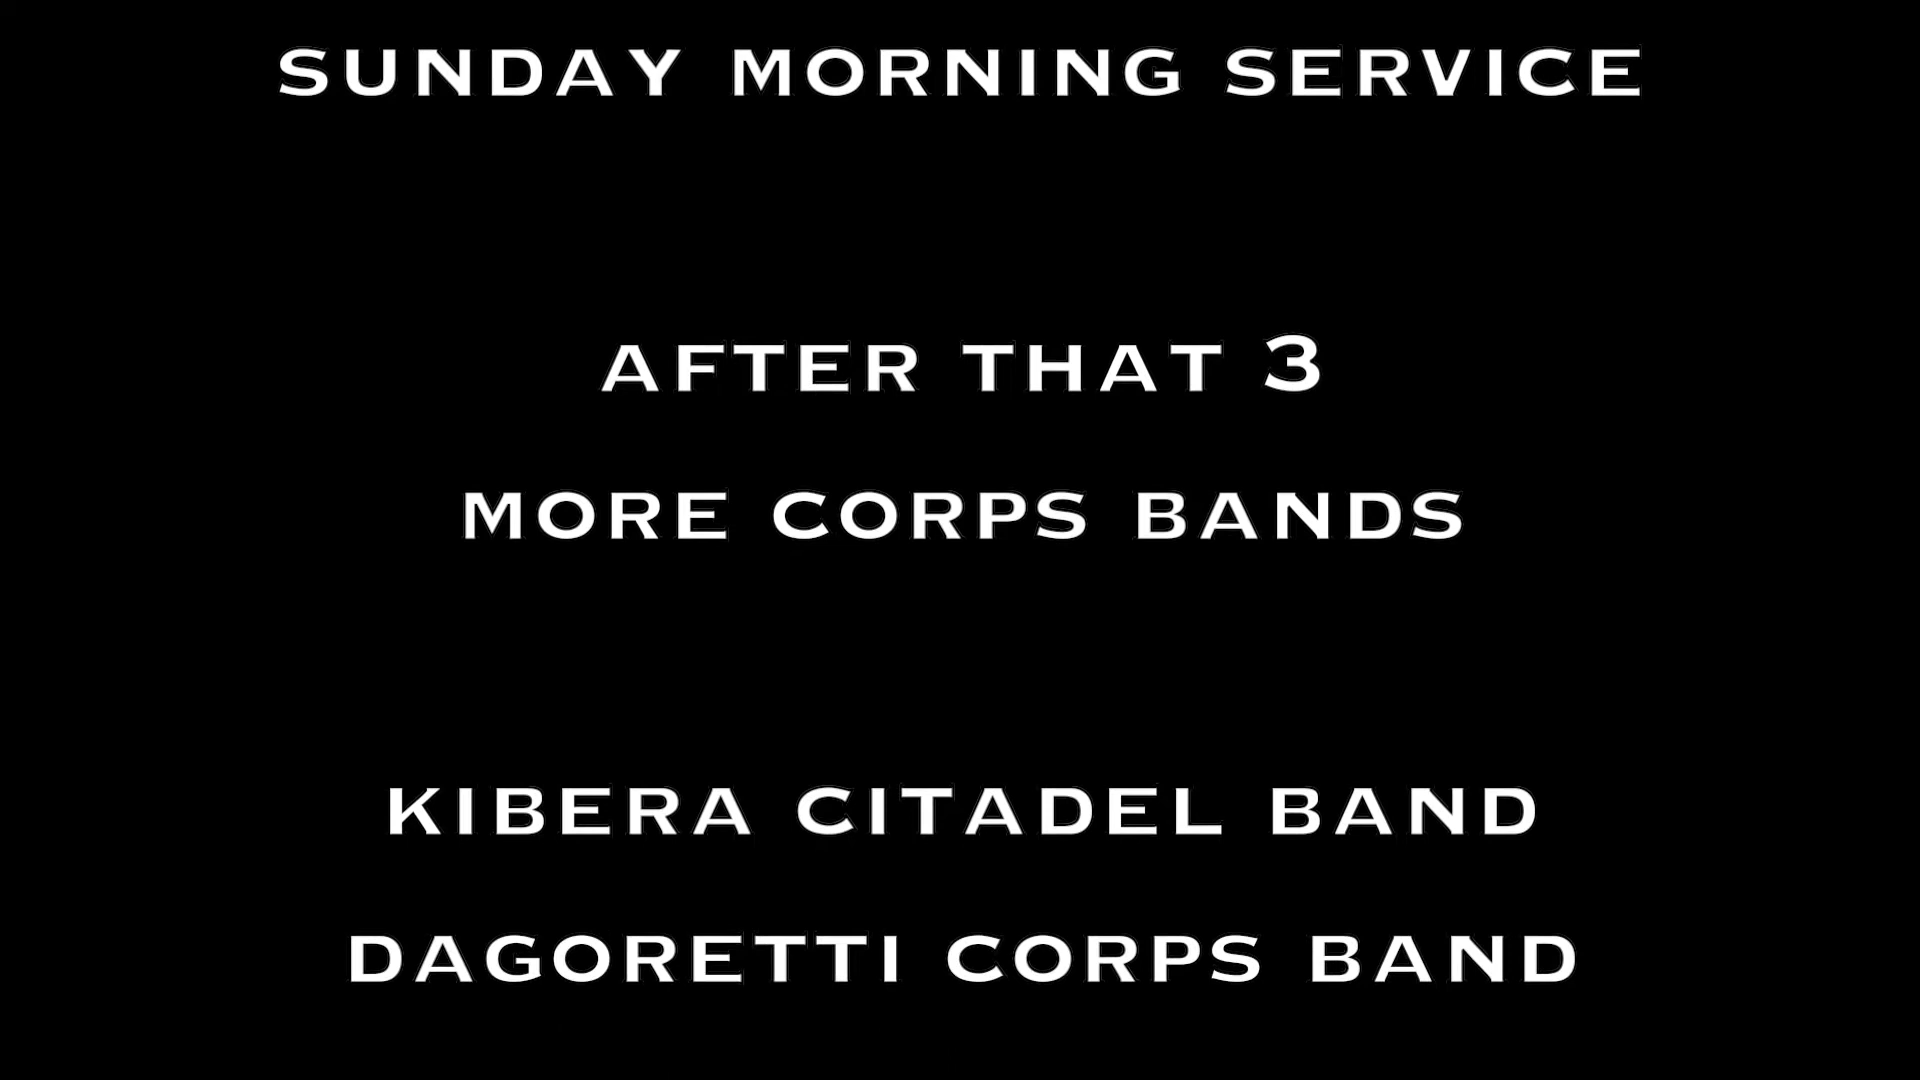 SUNDAY MORNING SERVICE
AFTER THAT 3
MORE CORPS BANDS
KIBERA CITADEL BAND
DAGORETTI CORPS BAND